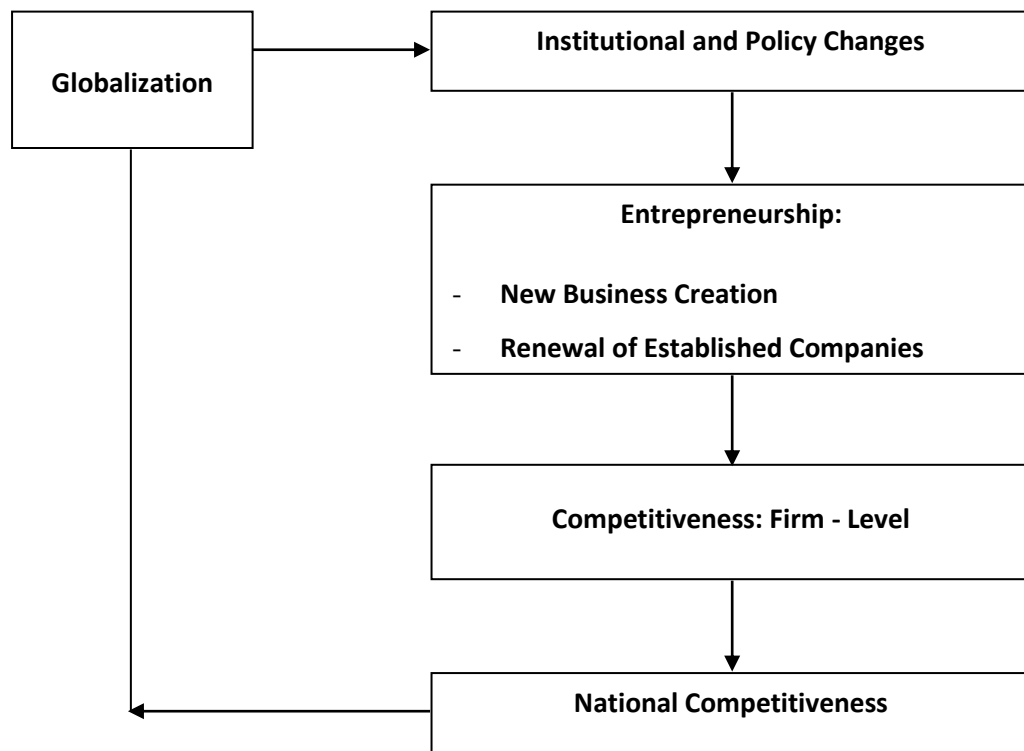 Globalization
Institutional and Policy Changes
Entrepreneurship:
- New Business Creation
- Renewal of Established Companies
Competitiveness: Firm - Level
National Competitiveness